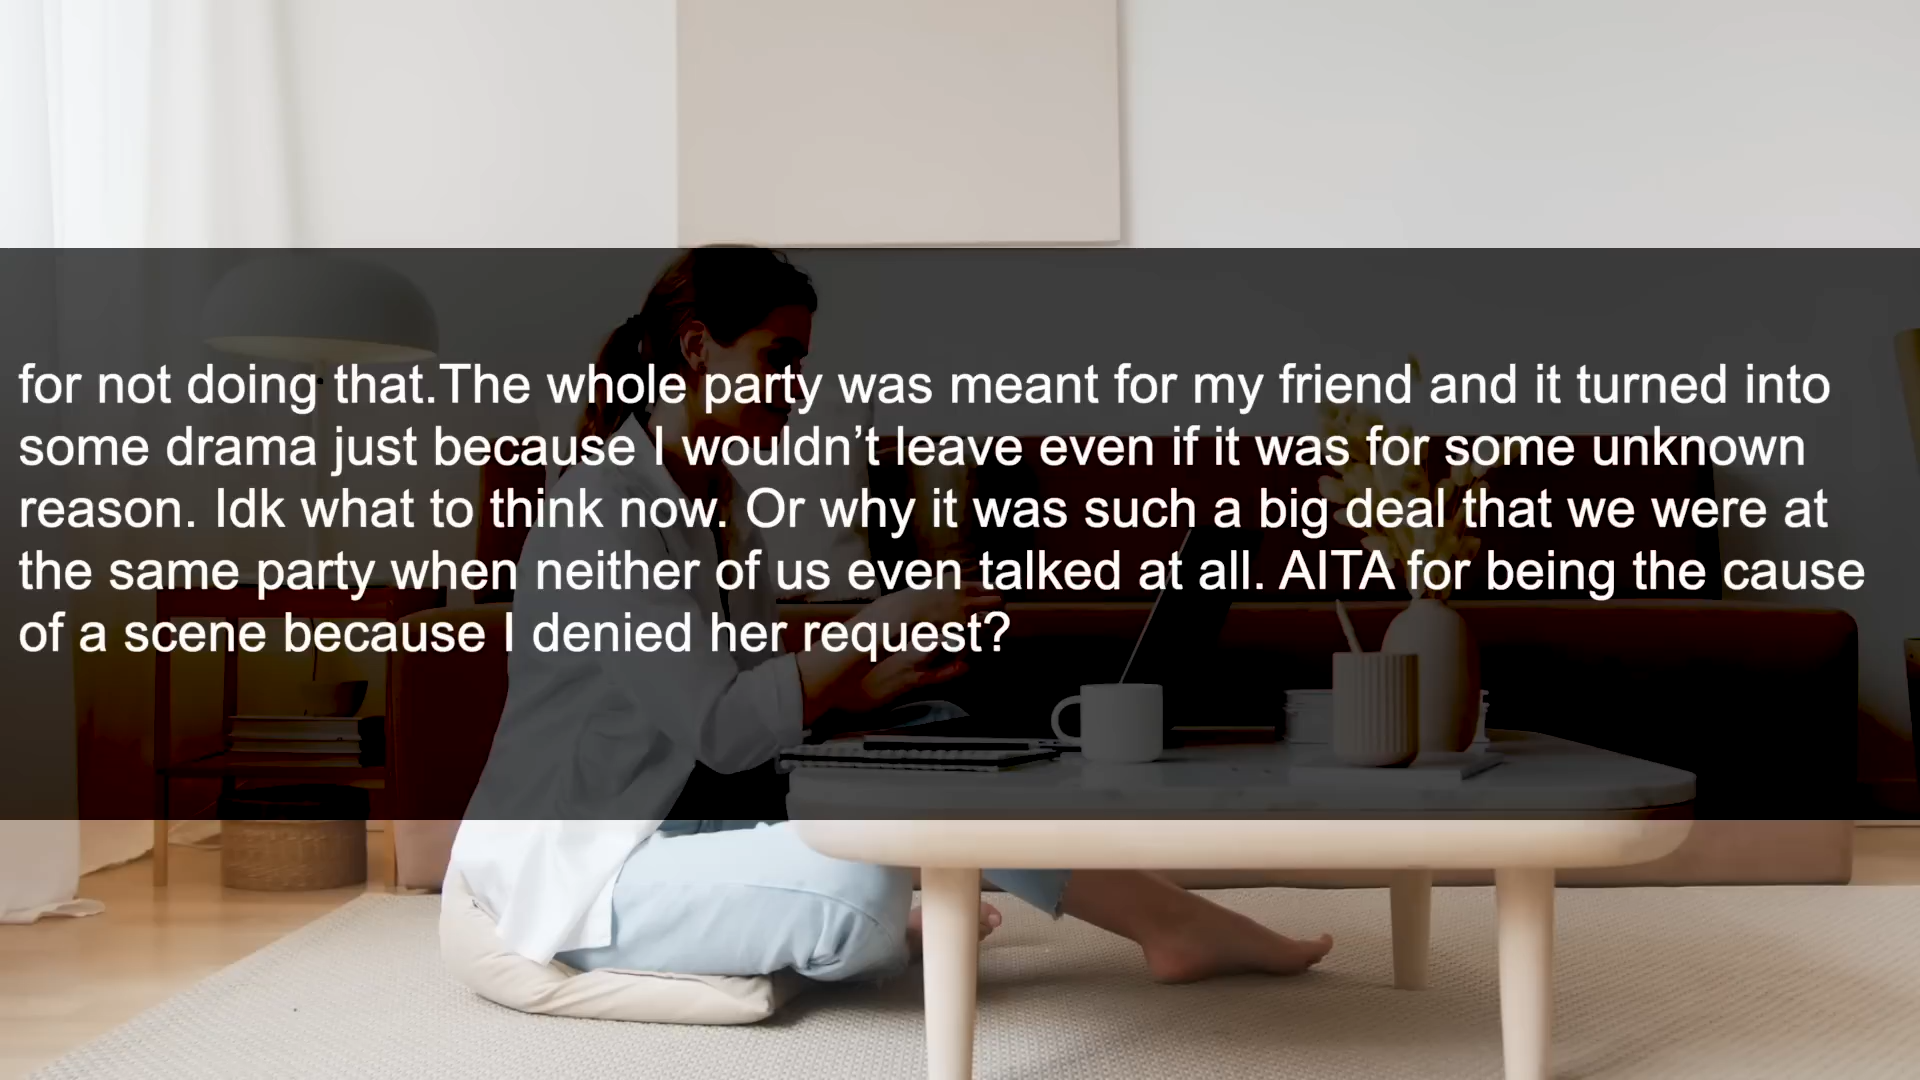 for not doing that.The whole party was meant for my friend and it turned into
some drama just because I wouldn’t leave even if it was for some unknown
reason. Idk what to think now. Or why it was such a big deal that we were at
the same party when neither of us even talked at all. AITA for being the cause
of a scene because I denied her request?